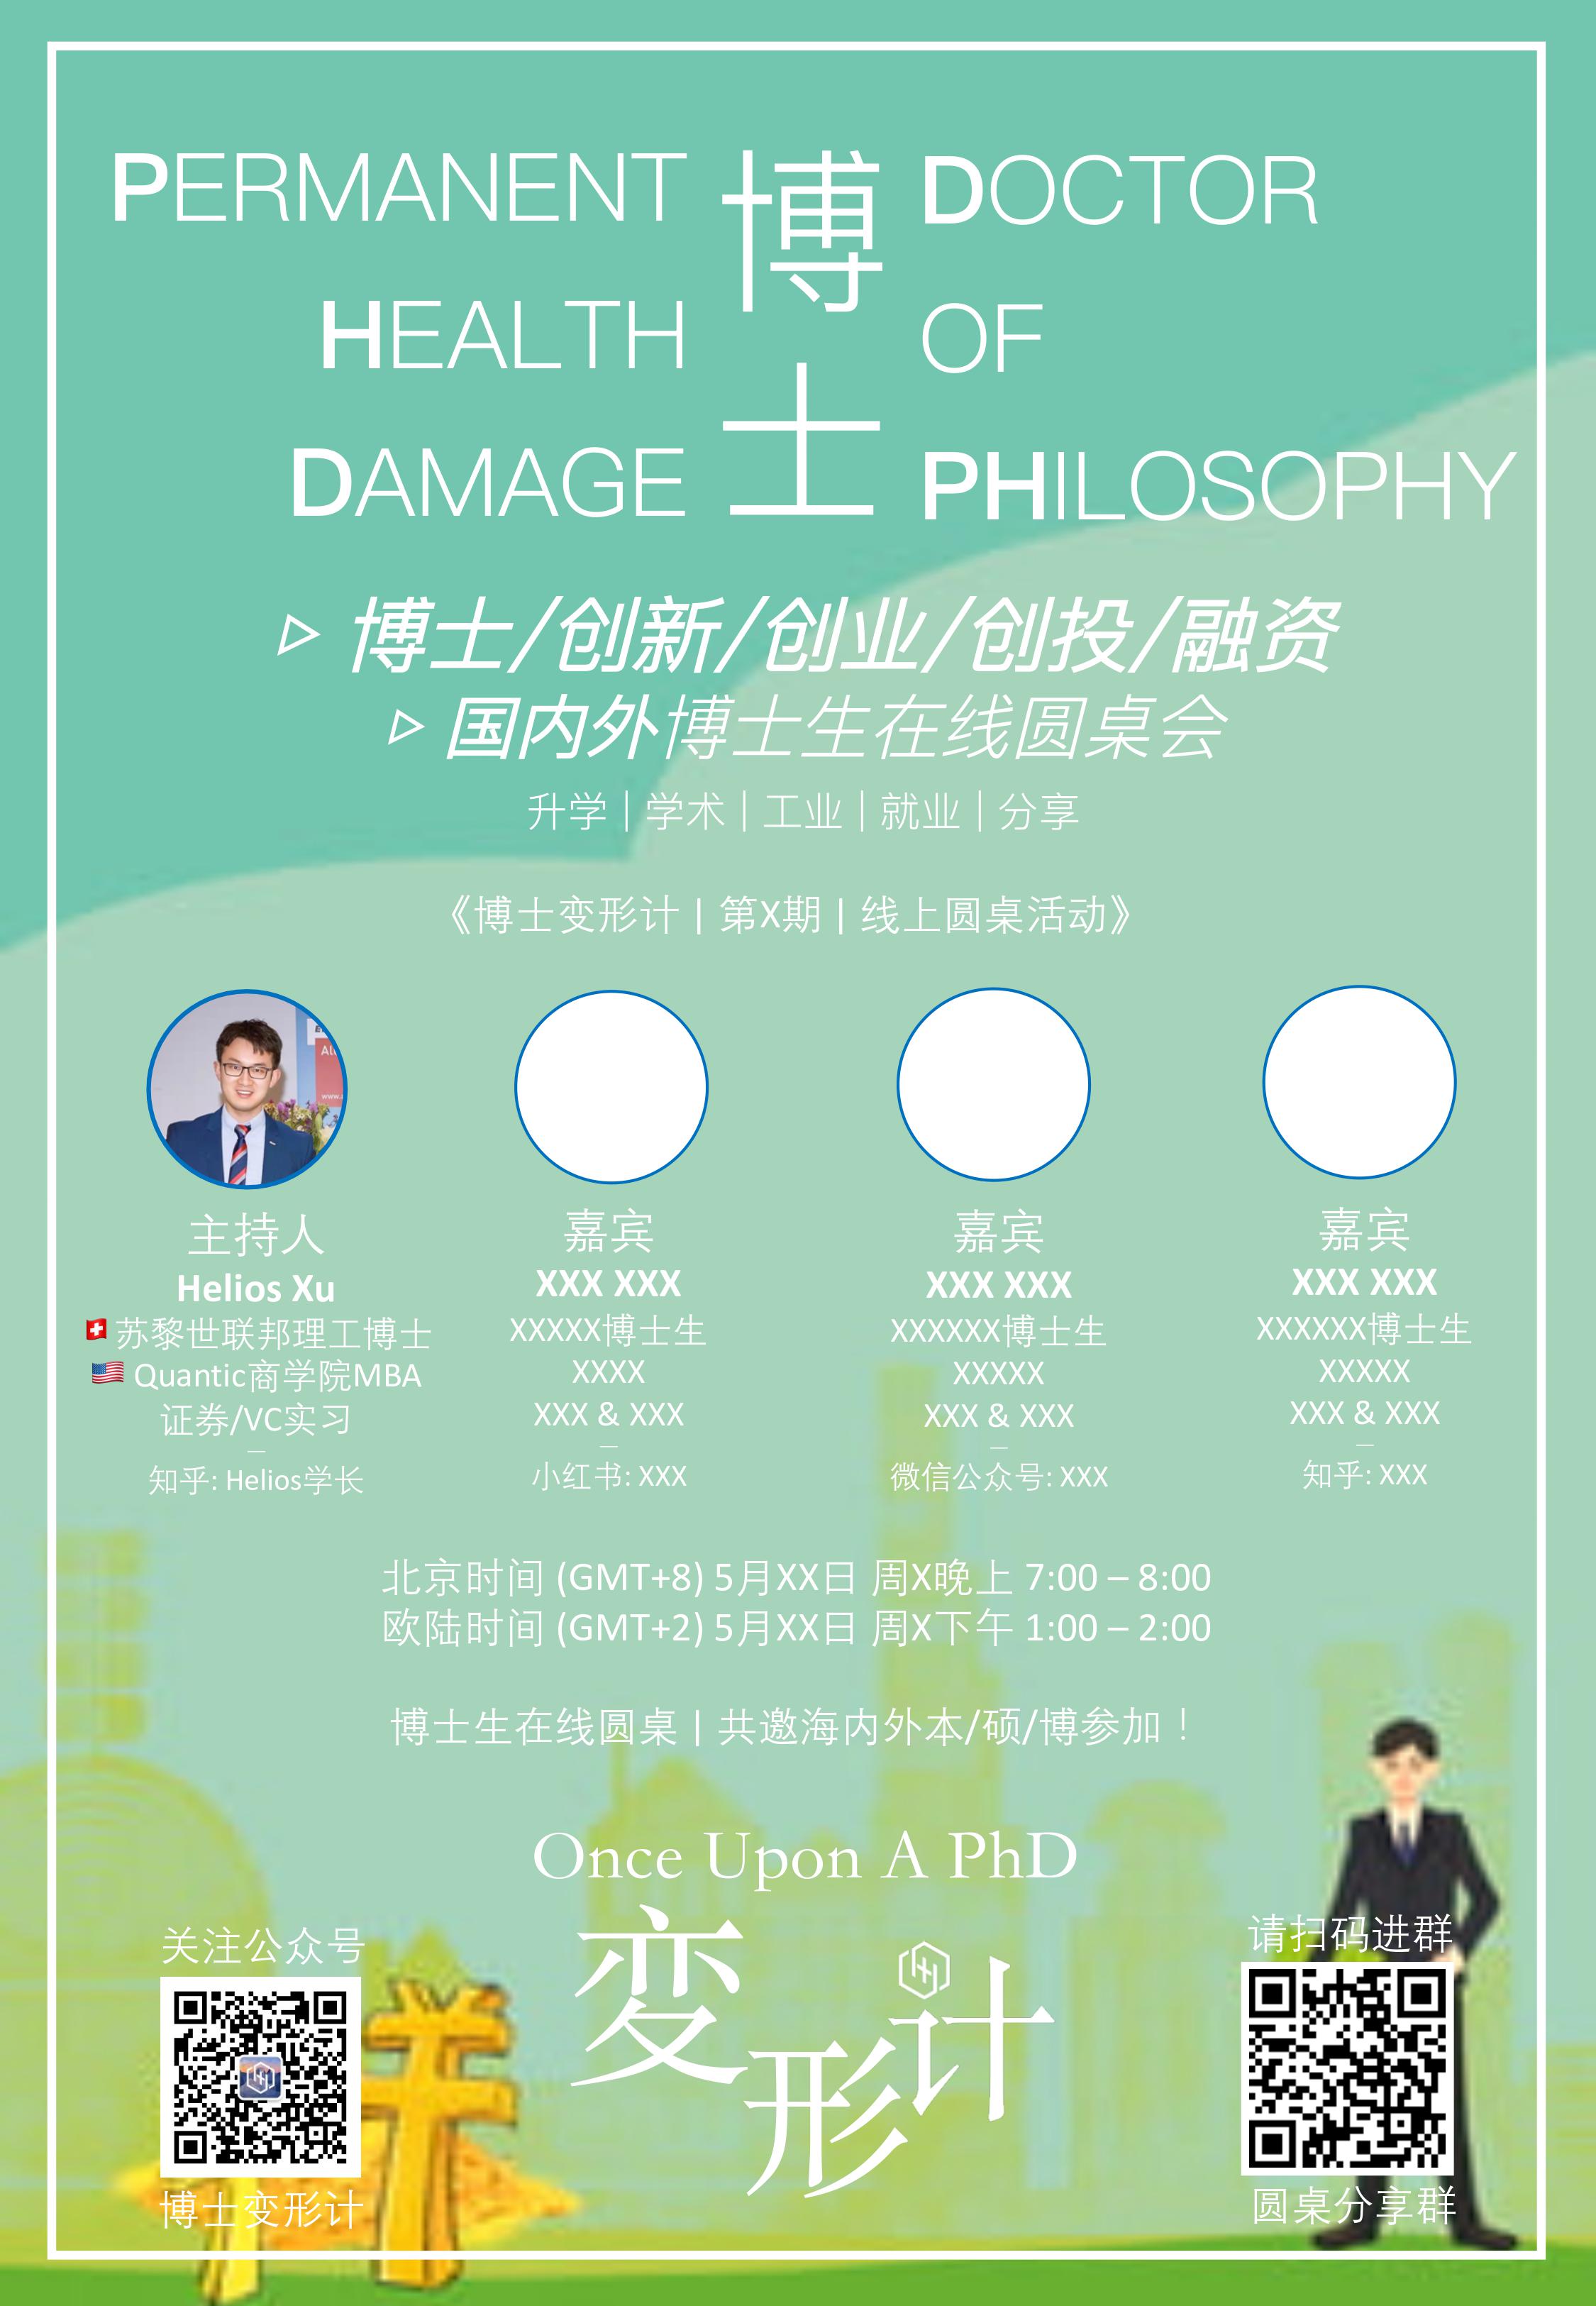 PERMANENT
HEALTH
DAMAGE
博
士
DOCTOR
OF
PHILOSOPHY
博士/创新/创业/创投/融资
国内外博士生在线圆桌会
升学 | 学术 | 工业 | 就业 | 分享
《博士变形计 | 第X期 | 线上圆桌活动》
主持人
Helios Xu
苏黎世联邦理工博士
Quantic商学院MBA
证券/VC实习
—
知乎: Helios学长
嘉宾
XXX XXX
XXXXX博士生
XXXX
XXX & XXX
—
小红书: XXX
嘉宾
XXX XXX
XXXXXX博士生
XXXXX
XXX & XXX
—
微信公众号: XXX
嘉宾
XXX XXX
XXXXXX博士生
XXXXX
XXX & XXX
—
知乎: XXX
北京时间 (GMT+8) 5月XX日 周X晚上 7:00 – 8:00
欧陆时间 (GMT+2) 5月XX日 周X下午 1:00 – 2:00
博士生在线圆桌 | 共邀海内外本/硕/博参加！
Once Upon A PhD
変形计
关注公众号
博士变形计
请扫码进群
圆桌分享群